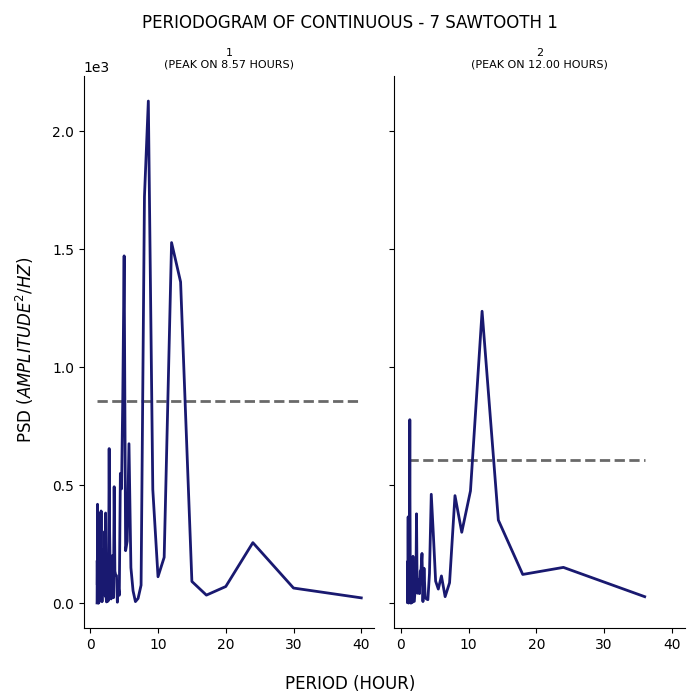 PERIODOGRAM OF CONTINUOUS - 7 SAWTOOTH 1
1
(PEAK ON 8.57 HOURS)
2
(PEAK ON 12.00 HOURS)
1e3
2.0
1.5
1.0
0.5
0.0
PSD (AMPLITUDE²/HZ)
0 10 20 30 40
0 10 20 30 40
PERIOD (HOUR)